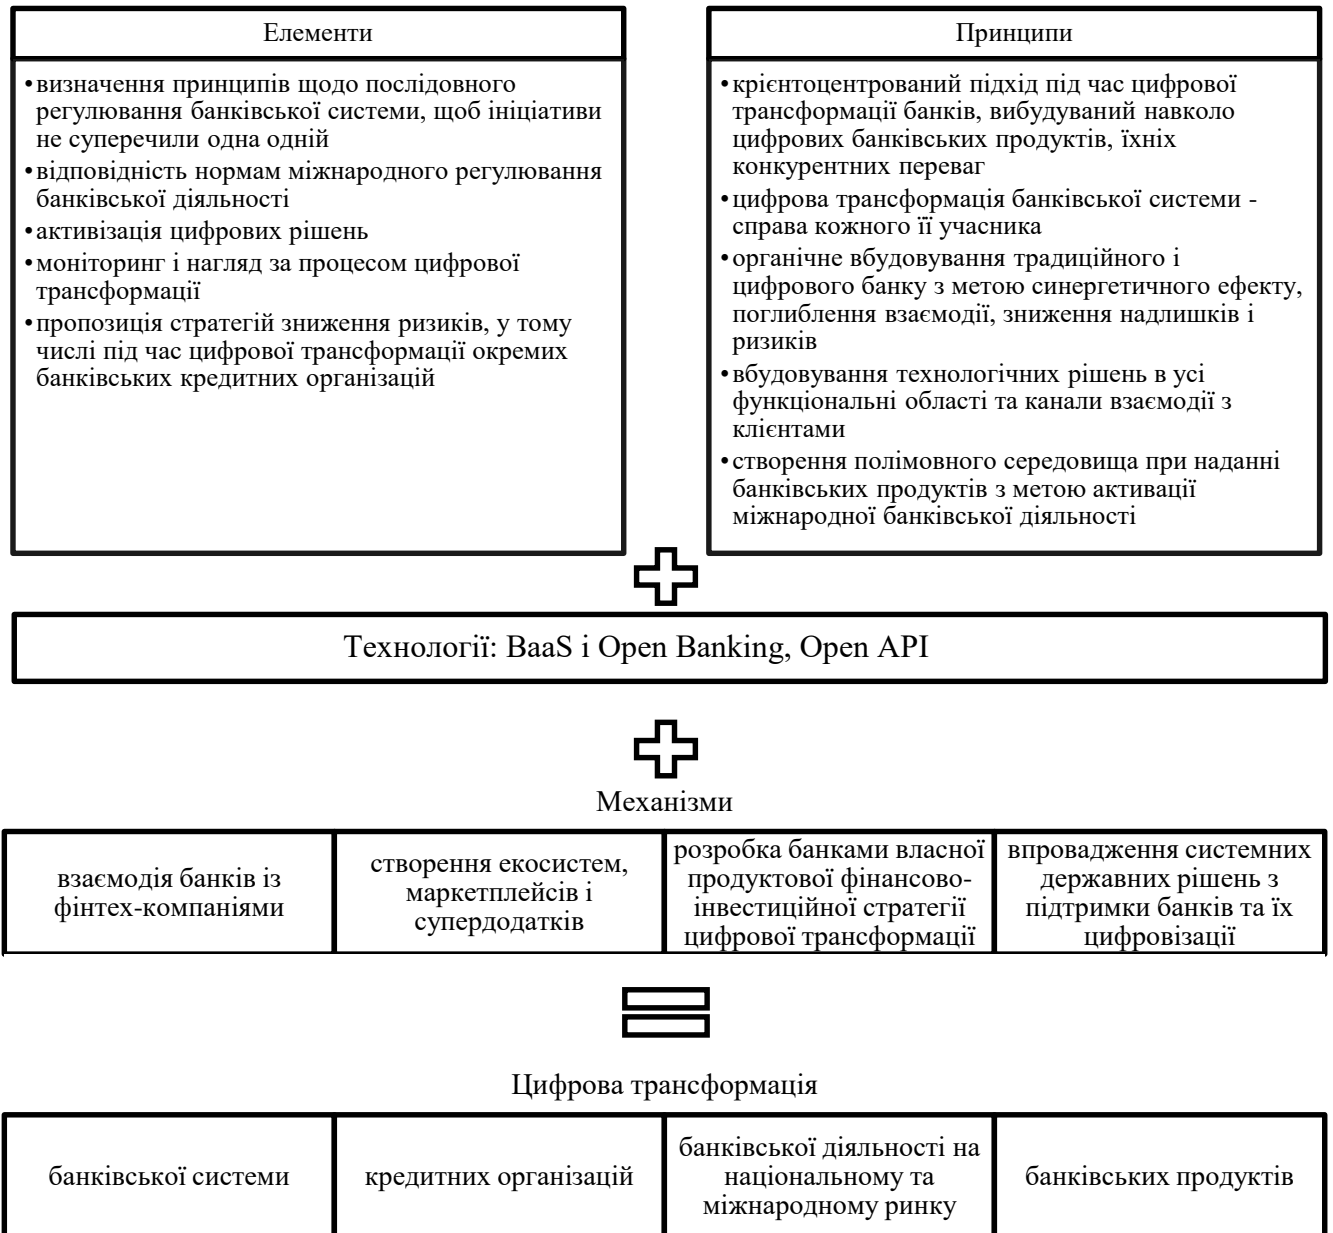 Елементи
•визначення принципів щодо послідовного
регулювання банківської системи, щоб ініціативи
не суперечили одна одній
•відповідність нормам міжнародного регулювання
банківської діяльності
•активізація цифрових рішень
•моніторинг і нагляд за процесом цифрової
трансформації
•пропозиція стратегій зниження ризиків, у тому
числі під час цифрової трансформації окремих
банківських кредитних організацій
Принципи
•крієнтоцентрований підхід під час цифрової
трансформації банків, вибудуваний навколо
цифрових банківських продуктів, їхніх
конкурентних переваг
•цифрова трансформація банківської системи -
справа кожного її учасника
•органічне вбудовування традиційного і
цифрового банку з метою синергетичного ефекту,
поглиблення взаємодії, зниження надлишків і
ризиків
•вбудовування технологічних рішень в усі
функціональні області та канали взаємодії з
клієнтами
•створення полімовного середовища при наданні
банківських продуктів з метою активації
міжнародної банківської діяльності
Технології: BaaS і Open Banking, Open API
Механізми
взаємодія банків із
фінтех-компаніями
створення екосистем,
маркетплейсів і
супердодатків
розробка банками власної
продуктової фінансово-
інвестиційної стратегії
цифрової трансформації
впровадження системних
державних рішень з
підтримки банків та їх
цифровізації
Цифрова трансформація
банківської системи
кредитних організацій
банківської діяльності на
національному та
міжнародному ринку
банківських продуктів